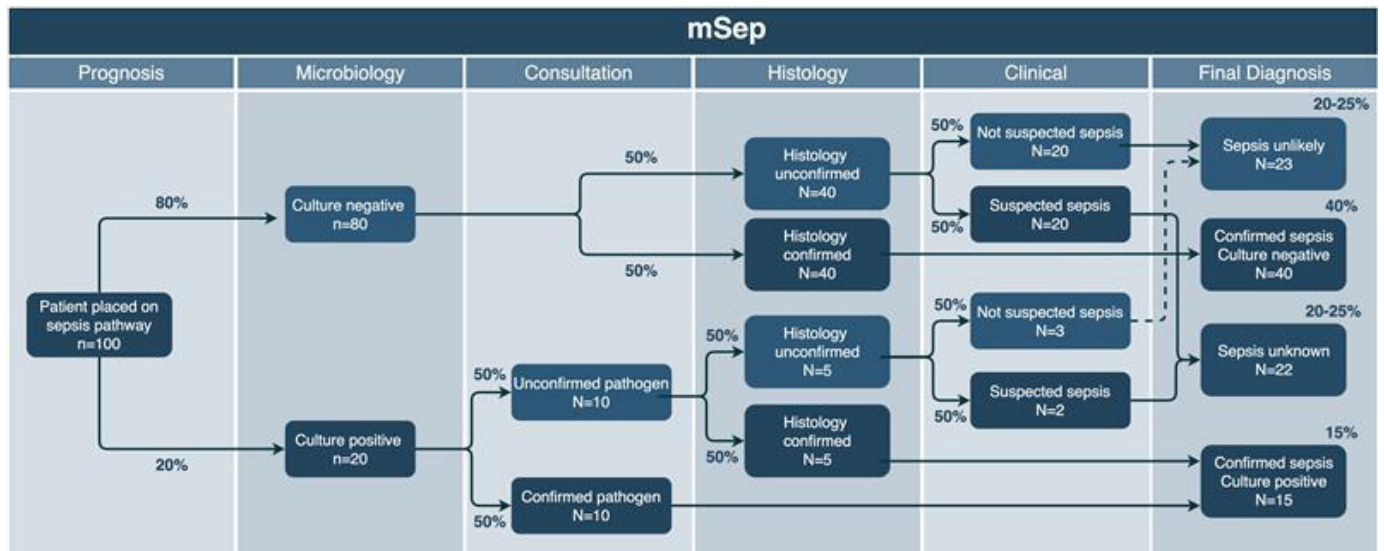 mSep
Prognosis
Microbiology
Consultation
Histology
Clinical
Final Diagnosis
Patient placed on
sepsis pathway
n=100
80%
20%
Culture negative
n=80
Culture positive
n=20
50%
50%
50%
Unconfirmed pathogen
N=10
50%
Confirmed pathogen
N=10
Histology
unconfirmed
N=40
Histology
confirmed
N=40
50%
Histology
unconfirmed
N=5
50%
Histology
confirmed
N=5
50%
Not suspected sepsis
N=20
50%
Suspected sepsis
N=20
50%
Not suspected sepsis
N=3
50%
Suspected sepsis
N=2
20-25%
Sepsis unlikely
N=23
40%
Confirmed sepsis
Culture negative
N=40
20-25%
Sepsis unknown
N=22
15%
Confirmed sepsis
Culture positive
N=15